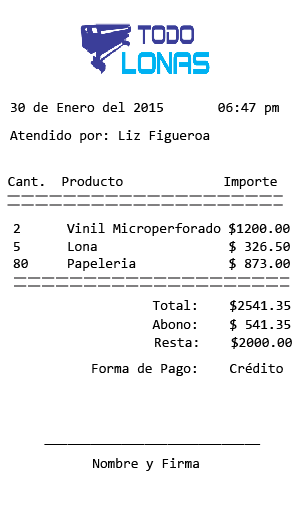 TODO
LONAS
30 de Enero del 2015 06:47 pm
Atendido por: Liz Figueroa
Cant. Producto Importe
2 Vinil Microperforado $1200.00
5 Lona $ 326.50
80 Papeleria $ 873.00
Total: $2541.35
Abono: $ 541.35
Resta: $2000.00
Forma de Pago: Crédito
Nombre y Firma